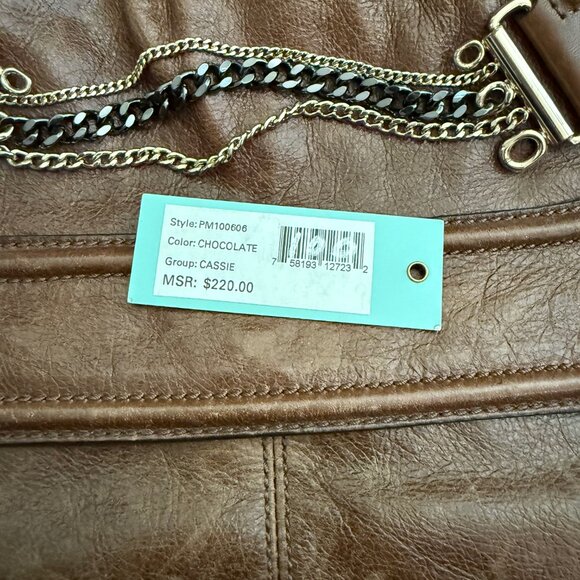 Style: PM100606
Color: CHOCOLATE
Group: CASSIE
MSR: $220.00
7 58193 12723 2